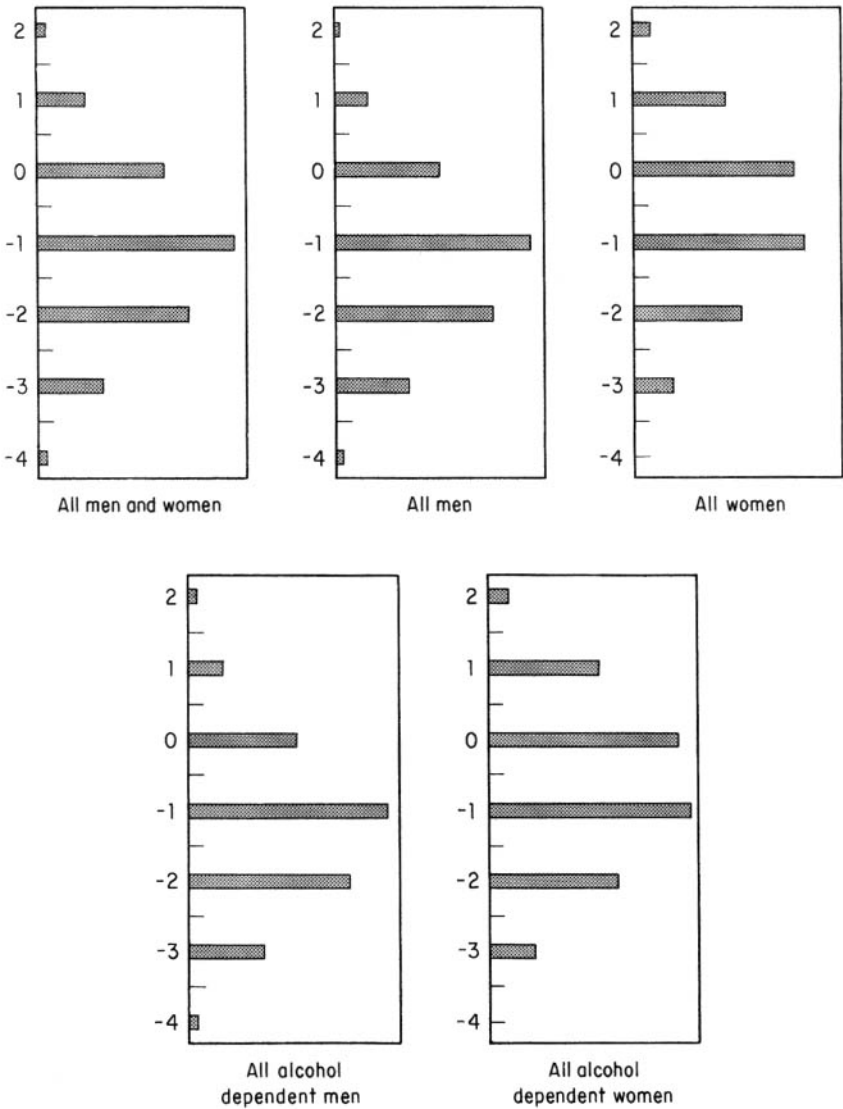 2 2 2
1 1 1
0 0 0
-1 -1 -1
-2 -2 -2
-3 -3 -3
-4 -4 -4
All men and women All men All women
2 2
1 1
0 0
-1 -1
-2 -2
-3 -3
-4 -4
All alcohol All alcohol
dependent men dependent women